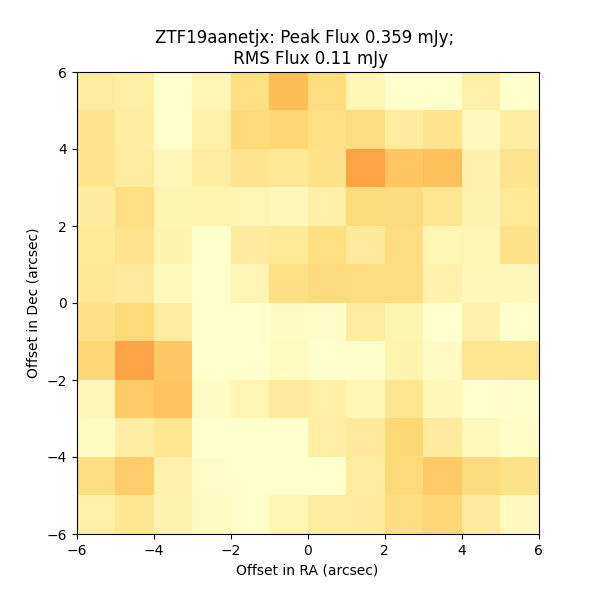 ZTF19aanetjx: Peak Flux 0.359 mJy;
RMS Flux 0.11 mJy
6
4
2
0
−2
−4
−6
Offset in Dec (arcsec)
−6 −4 −2 0 2 4 6
Offset in RA (arcsec)